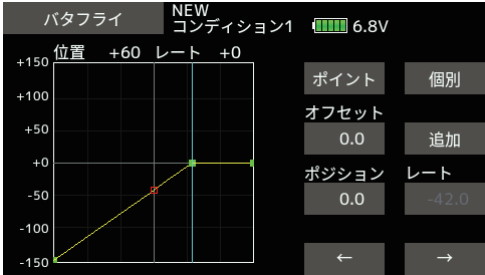 バタフライ
NEW
コンディション1 6.8V
位置 +60 レート +0
+150
+100
+50
+0
-50
-100
-150
ポイント 個別
オフセット
0.0 追加
ポジション レート
0.0 -42.0
← →